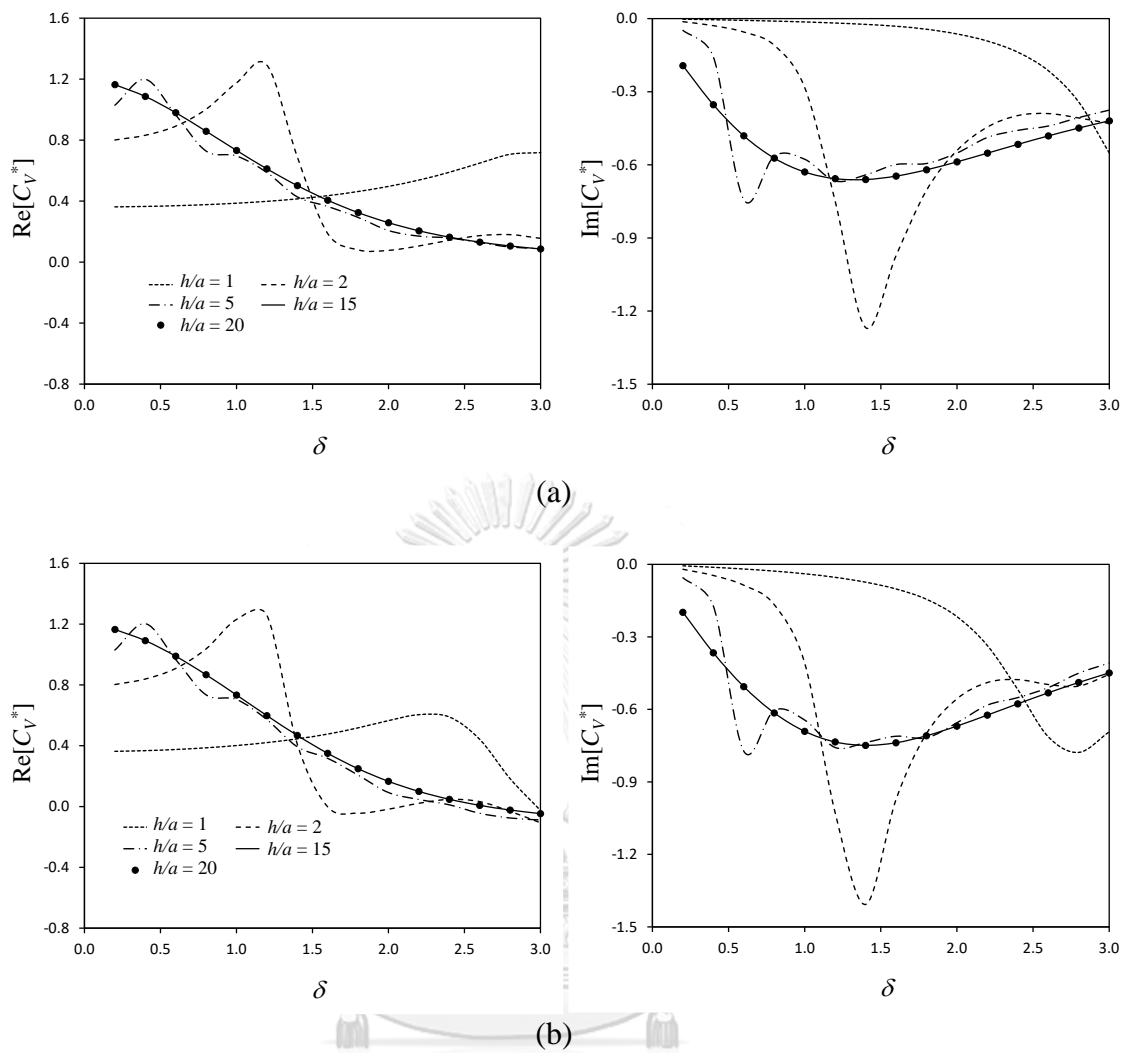 1.6
1.2
0.8
0.4
0.0
-0.4
-0.8
Re[C_V^*]
h/a = 1
h/a = 2
h/a = 5
h/a = 15
h/a = 20
0.0 0.5 1.0 1.5 2.0 2.5 3.0
δ
0.0
-0.3
-0.6
-0.9
-1.2
-1.5
Im[C_V^*]
0.0 0.5 1.0 1.5 2.0 2.5 3.0
δ
(a)
1.6
1.2
0.8
0.4
0.0
-0.4
-0.8
Re[C_V^*]
h/a = 1
h/a = 2
h/a = 5
h/a = 15
h/a = 20
0.0 0.5 1.0 1.5 2.0 2.5 3.0
δ
0.0
-0.3
-0.6
-0.9
-1.2
-1.5
Im[C_V^*]
0.0 0.5 1.0 1.5 2.0 2.5 3.0
δ
(b)